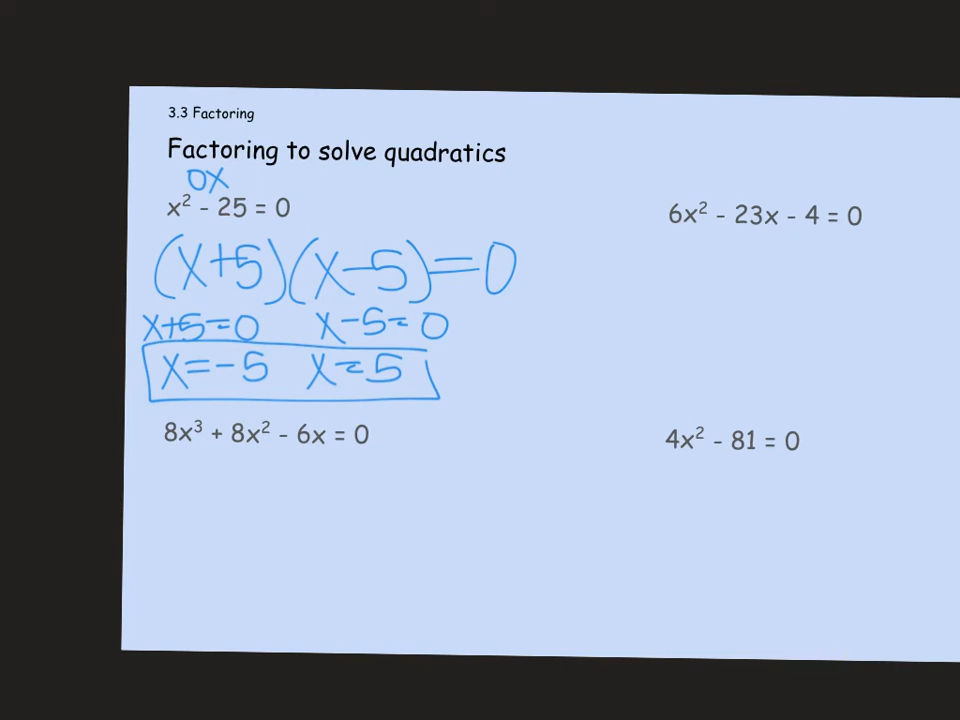 3.3 Factoring
Factoring to solve quadratics
0x
x² - 25 = 0
(x+5)(x-5)=0
x+5=0 x-5=0
x=-5 x=5
6x² - 23x - 4 = 0
8x³ + 8x² - 6x = 0
4x² - 81 = 0